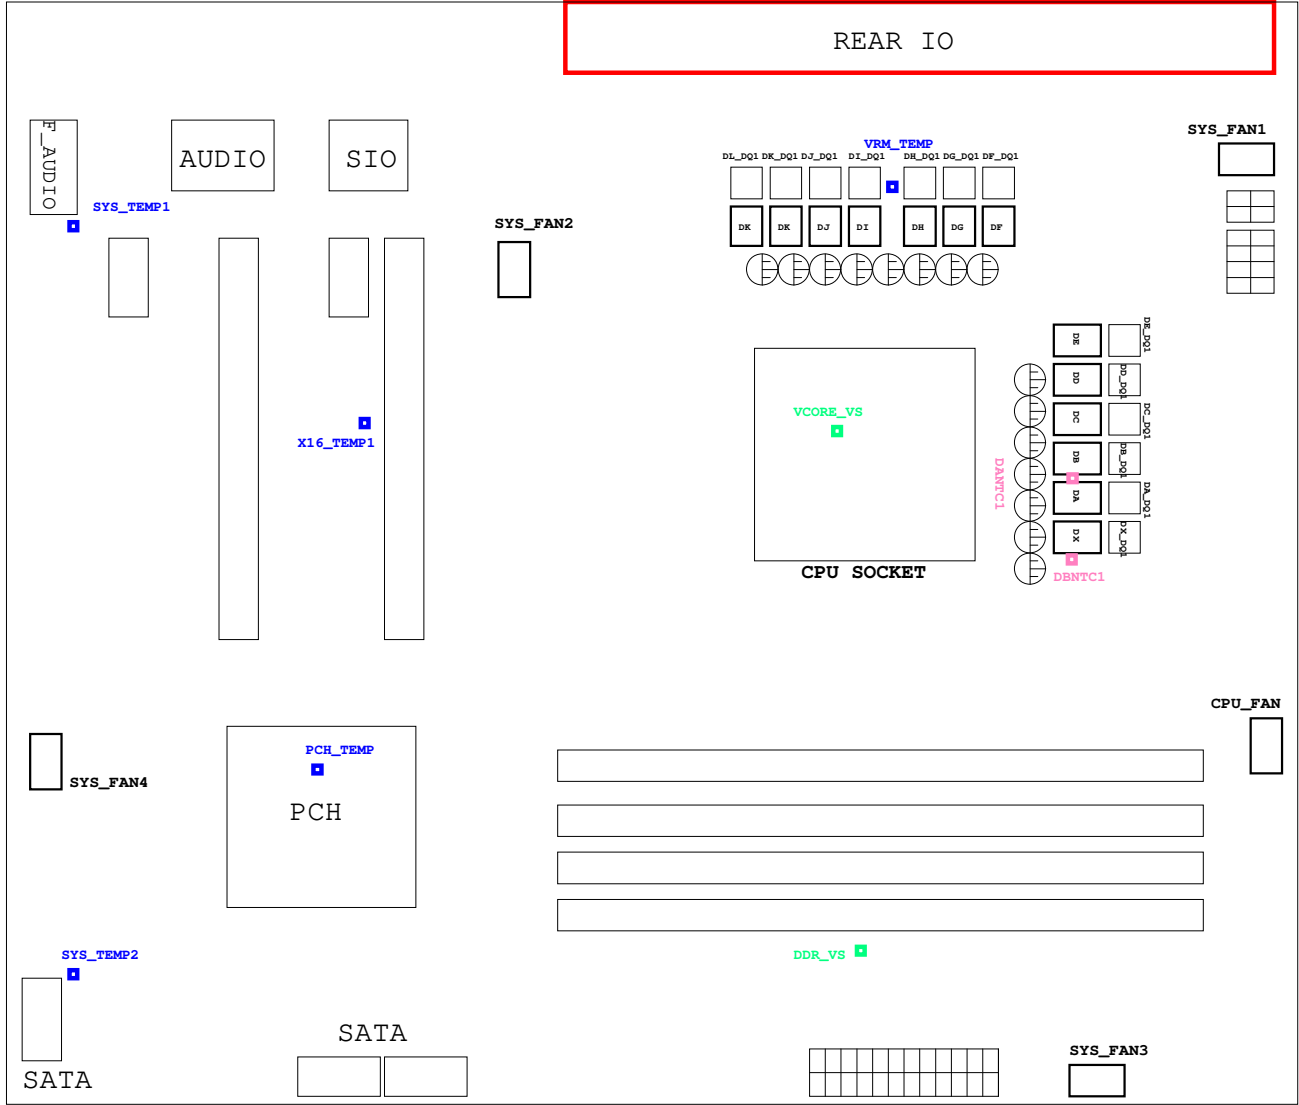 REAR IO
F_AUDIO
AUDIO
SIO
SYS_FAN1
VRM_TEMP
DL_DQ1 DK_DQ1 DJ_DQ1 DI_DQ1 DH_DQ1 DG_DQ1 DF_DQ1
SYS_TEMP1
SYS_FAN2
DK DK DJ DI DH DG DF
DE DE_DQ1
DD DD_DQ1
DC DC_DQ1
DB DB_DQ1
DA DA_DQ1
DX DX_DQ1
VCORE_VS
X16_TEMP1
DANTC1
CPU SOCKET
DBNTC1
CPU_FAN
PCH_TEMP
SYS_FAN4
PCH
SYS_TEMP2
DDR_VS
SATA
SYS_FAN3
SATA